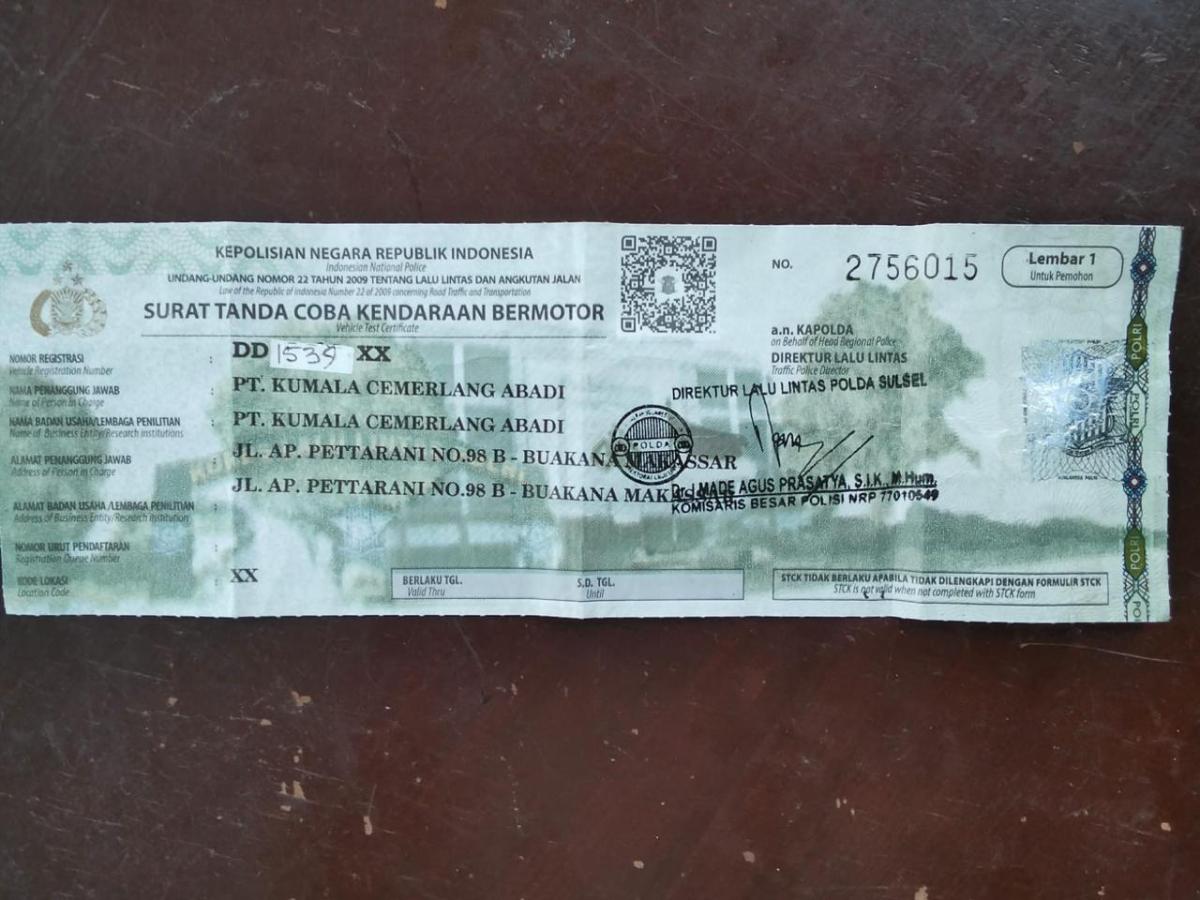 KEPOLISIAN NEGARA REPUBLIK INDONESIA
Indonesian National Police
UNDANG-UNDANG NOMOR 22 TAHUN 2009 TENTANG LALU LINTAS DAN ANGKUTAN JALAN
Law of the Republic of Indonesia Number 22 of 2009 concerning Road Traffic and Transportation
SURAT TANDA COBA KENDARAAN BERMOTOR
Vehicle Test Certificate
NO. 2756015
Lembar 1
Untuk Pemohon
NOMOR REGISTRASI : DD 1534 XX
Vehicle Registration Number
NAMA PENANGGUNG JAWAB : PT. KUMALA CEMERLANG ABADI
Name of Person in Charge
NAMA BADAN USAHA/LEMBAGA PENILITIAN : PT. KUMALA CEMERLANG ABADI
Name of Business Entity/Research Institutions
ALAMAT PENANGGUNG JAWAB : JL. AP. PETTARANI NO.98 B - BUAKANA MAKASSAR
Address of Person in Charge
ALAMAT BADAN USAHA /LEMBAGA PENILITIAN : JL. AP. PETTARANI NO.98 B - BUAKANA
Address of Business Entity/Research Institution
NOMOR URUT PENDAFTARAN :
Registration Queue Number
KODE LOKASI : XX
Location Code
BERLAKU TGL. S.D. TGL.
Valid Thru Until
a.n. KAPOLDA
on Behalf of Head Regional Police
DIREKTUR LALU LINTAS
Traffic Police Director
DIREKTUR LALU LINTAS POLDA SULSEL
POLDA
MADE AGUS PRASATYA, S.I.K., M.Hum.
KOMISARIS BESAR POLISI NRP 77010549
STCK TIDAK BERLAKU APABILA TIDAK DILENGKAPI DENGAN FORMULIR STCK
STCK is not valid when not completed with STCK form
POLRI
POLRI
POLRI